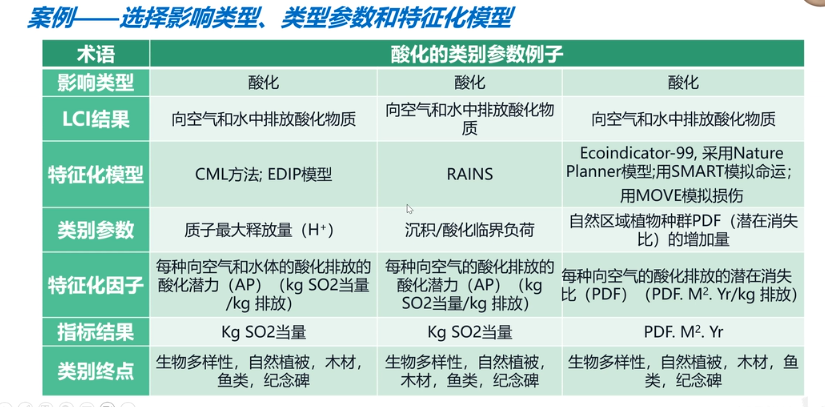 案例——选择影响类型、类型参数和特征化模型
术语
酸化的类别参数例子
影响类型
酸化
酸化
酸化
LCI结果
向空气和水中排放酸化物质
向空气和水中排放酸化物
质
向空气和水中排放酸化物质
特征化模型
CML方法; EDIP模型
RAINS
Ecoindicator-99, 采用Nature
Planner模型;用SMART模拟命运;
用MOVE模拟损伤
类别参数
质子最大释放量（H⁺）
沉积/酸化临界负荷
自然区域植物种群PDF（潜在消失
比）的增加量
特征化因子
每种向空气和水体的酸化排放的
酸化潜力（AP）（kg SO2当量
/kg 排放）
每种向空气的酸化排放的
酸化潜力（AP）（kg
SO2当量/kg 排放）
每种向空气的酸化排放的潜在消失
比（PDF）（PDF. M². Yr/kg 排放）
指标结果
Kg SO2当量
Kg SO2当量
PDF. M². Yr
类别终点
生物多样性，自然植被，木材，
鱼类，纪念碑
生物多样性，自然植被，
木材，鱼类，纪念碑
生物多样性，自然植被，木材，鱼
类，纪念碑